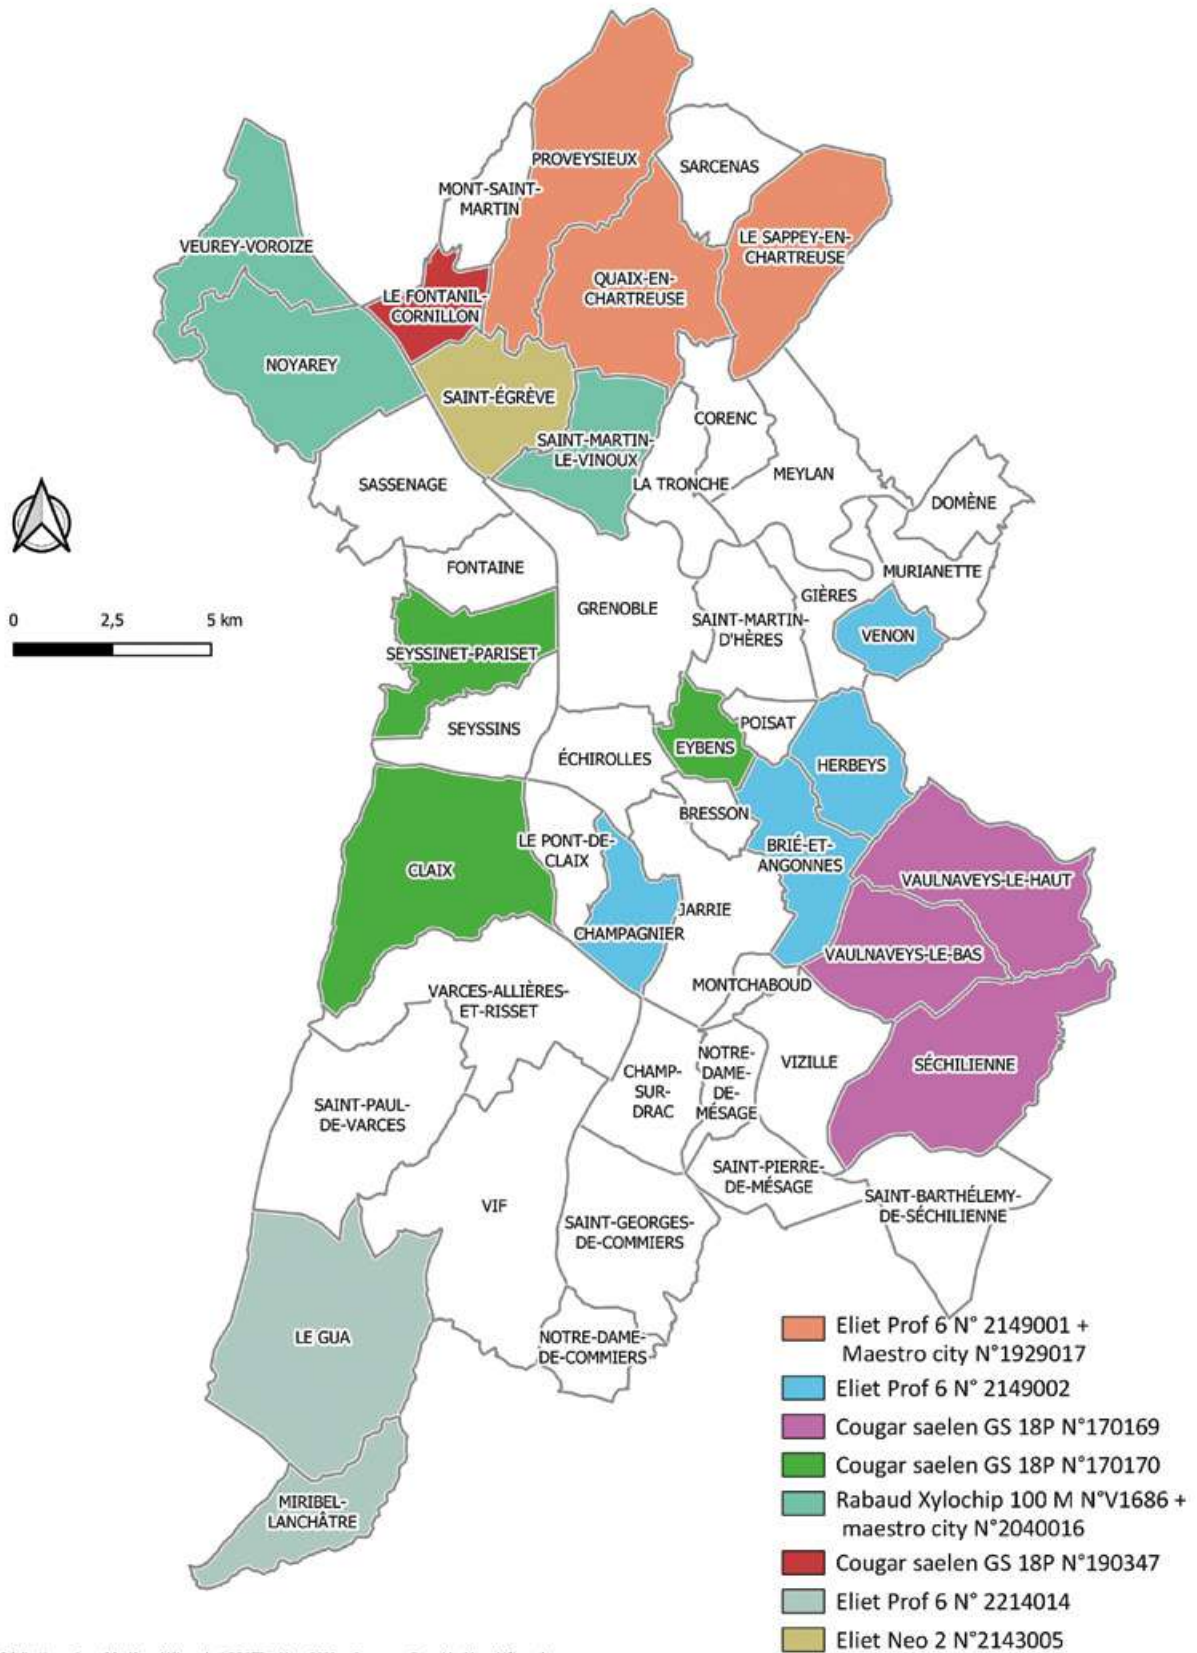 PROVEYSIEUX
SARCENAS
MONT-SAINT-
MARTIN
LE SAPPEY-EN-
CHARTREUSE
VEUREY-VOROIZE
QUAIX-EN-
CHARTREUSE
LE FONTANIL-
CORNILLON
NOYAREY
SAINT-ÉGRÈVE
CORENC
SAINT-MARTIN-
LE-VINOUX
MEYLAN
SASSENAGE
LA TRONCHE
DOMÈNE
FONTAINE
MURIANETTE
GIÈRES
GRENOBLE
SAINT-MARTIN-
D'HÈRES
VENON
0 2,5 5 km
SEYSSINET-PARISET
SEYSSINS
POISAT
EYBENS
ÉCHIROLLES
HERBEYS
BRESSON
LE PONT-DE-
CLAIX
BRIÉ-ET-
ANGONNES
CLAIX
VAULNAVEYS-LE-HAUT
JARRIE
CHAMPAGNIER
VAULNAVEYS-LE-BAS
MONTCHABOUD
VARCES-ALLIÈRES-
ET-RISSET
NOTRE-
DAME-
DE-
MÉSAGE
VIZILLE
SÉCHILIENNE
CHAMP-
SUR-
DRAC
SAINT-PAUL-
DE-VARCES
SAINT-PIERRE-
DE-MÉSAGE
VIF
SAINT-BARTHÉLEMY-
DE-SÉCHILIENNE
SAINT-GEORGES-
DE-COMMIERS
LE GUA
NOTRE-DAME-
DE-COMMIERS
MIRIBEL-
LANCHÂTRE
Eliet Prof 6 N° 2149001 +
Maestro city N°1929017
Eliet Prof 6 N° 2149002
Cougar saelen GS 18P N°170169
Cougar saelen GS 18P N°170170
Rabaud Xylochip 100 M N°V1686 +
maestro city N°2040016
Cougar saelen GS 18P N°190347
Eliet Prof 6 N° 2214014
Eliet Neo 2 N°2143005